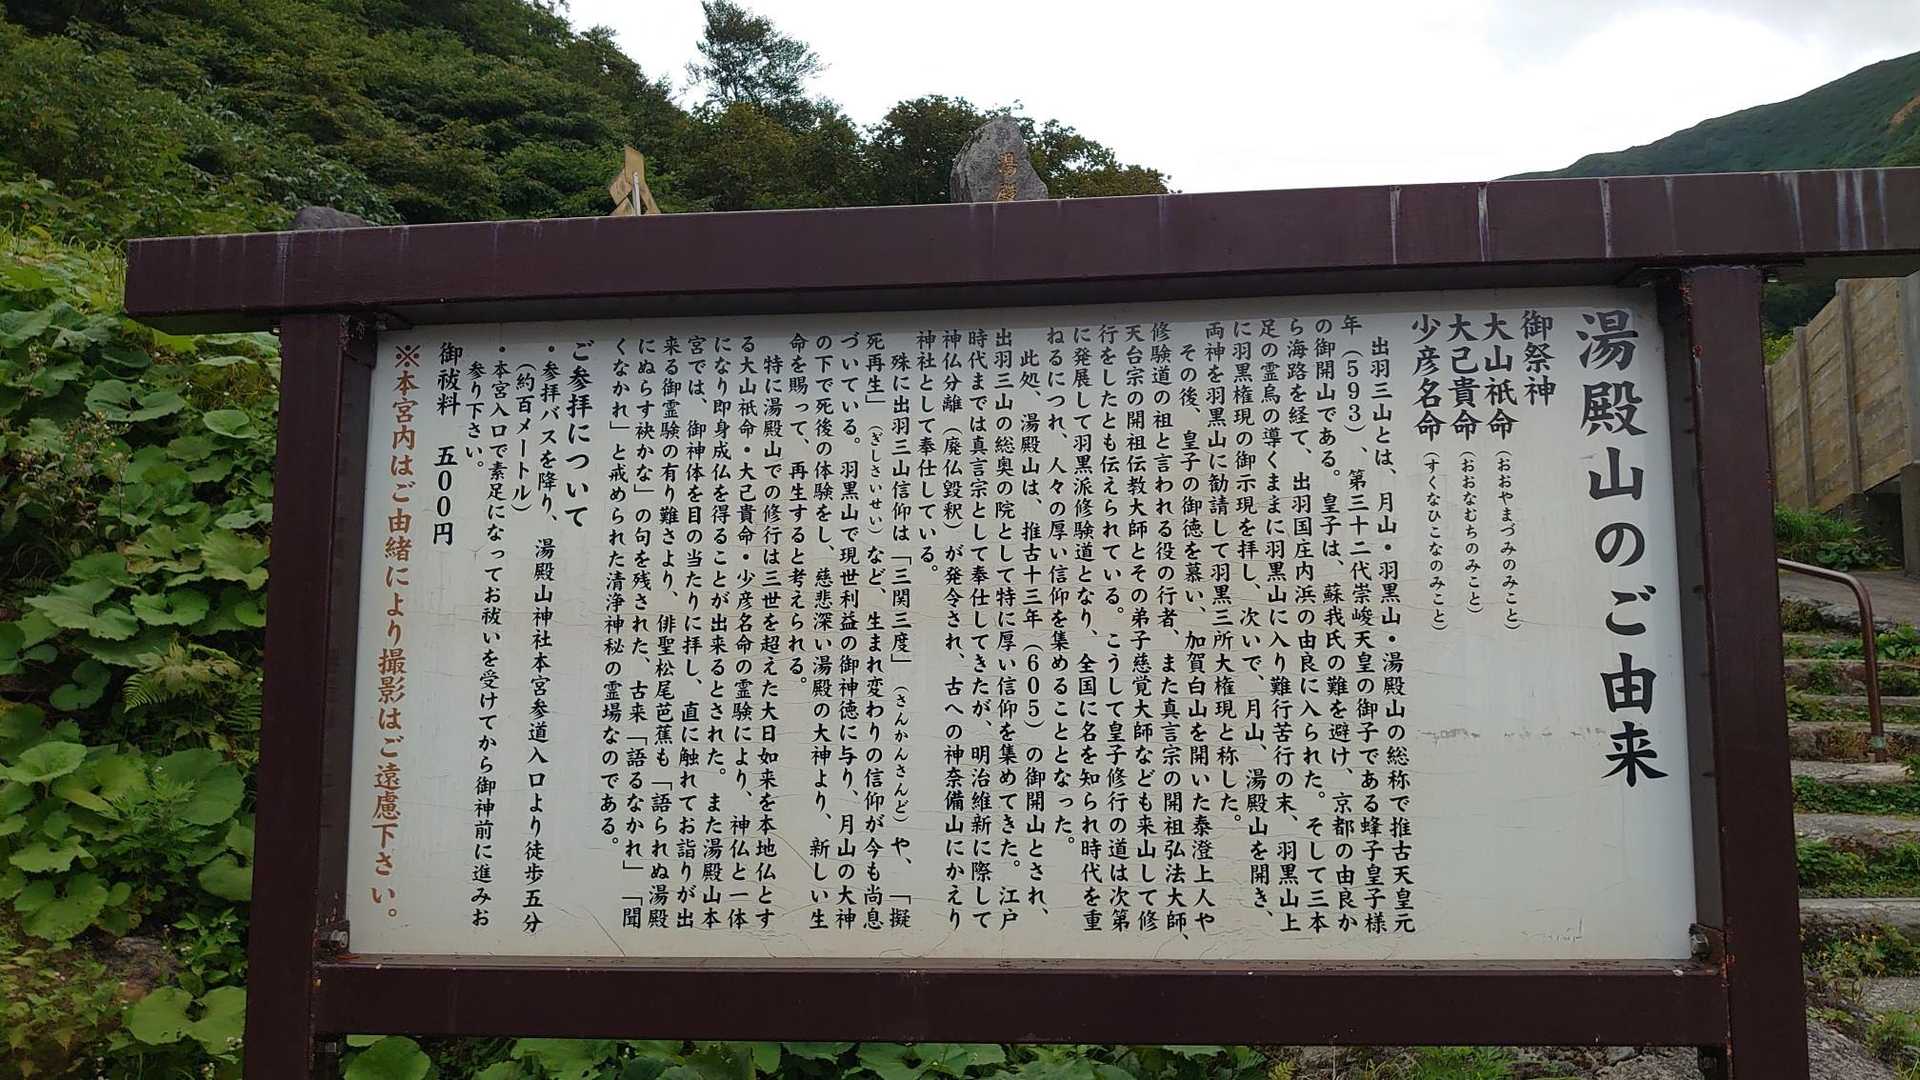 湯殿山のご由来
御祭神
大山祇命(おおやまづみのみこと)
大己貴命(おおなむちのみこと)
少彦名命(すくなひこなのみこと)
出羽三山とは、月山・羽黒山・湯殿山の総称で推古天皇元
年(593)、第三十二代崇峻天皇の御子である蜂子皇子様
の御開山である。皇子は、蘇我氏の難を避け、京都の由良か
ら海路を経て、出羽国庄内浜の由良に入られた。そして三本
足の霊烏の導くままに羽黒山に入り難行苦行の末、羽黒山上
に羽黒権現の御示現を拝し、次いで、月山、湯殿山を開き、
両神を羽黒山に勧請して羽黒三所大権現と称した。
その後、皇子の御徳を慕い、加賀白山を開いた泰澄上人や
修験道の祖と言われる役の行者、また真言宗の開祖弘法大師、
天台宗の開祖伝教大師とその弟子慈覚大師なども来山して修
行をしたとも伝えられている。こうして皇子修行の道は次第
に発展して羽黒派修験道となり、全国に名を知られ時代を重
ねるにつれ、人々の厚い信仰を集めることとなった。
此処、湯殿山は、推古十三年(605)の御開山とされ、
出羽三山の総奥の院として特に厚い信仰を集めてきた。江戸
時代までは真言宗として奉仕してきたが、明治維新に際して
神仏分離(廃仏毀釈)が発令され、古への神奈備山にかえり
神社として奉仕している。
殊に出羽三山信仰は「三関三度」(さんかんさんど)や、「擬
死再生」(ぎしさいせい)など、生まれ変わりの信仰が今も尚息
づいている。羽黒山で現世利益の御神徳に与り、月山の大神
の下で死後の体験をし、慈悲深い湯殿の大神より、新しい生
命を賜って、再生すると考えられる。
特に湯殿山での修行は三世を超えた大日如来を本地仏とす
る大山祇命・大己貴命・少彦名命の霊験により、神仏と一体
になり即身成仏を得ることが出来るとされた。また湯殿山本
宮では、御神体を目の当たりに拝し、直に触れてお詣りが出
来る御霊験の有り難さより、俳聖松尾芭蕉も「語られぬ湯殿
にぬらす袂かな」の句を残された、古来「語るなかれ」「聞
くなかれ」と戒められた清浄神秘の霊場なのである。
ご参拝について
・参拝バスを降り、湯殿山神社本宮参道入口より徒歩五分
(約百メートル)
・本宮入口で素足になってお祓いを受けてから御神前に進みお
参り下さい。
御祓料 五00円
※本宮内はご由緒により撮影はご遠慮下さい。